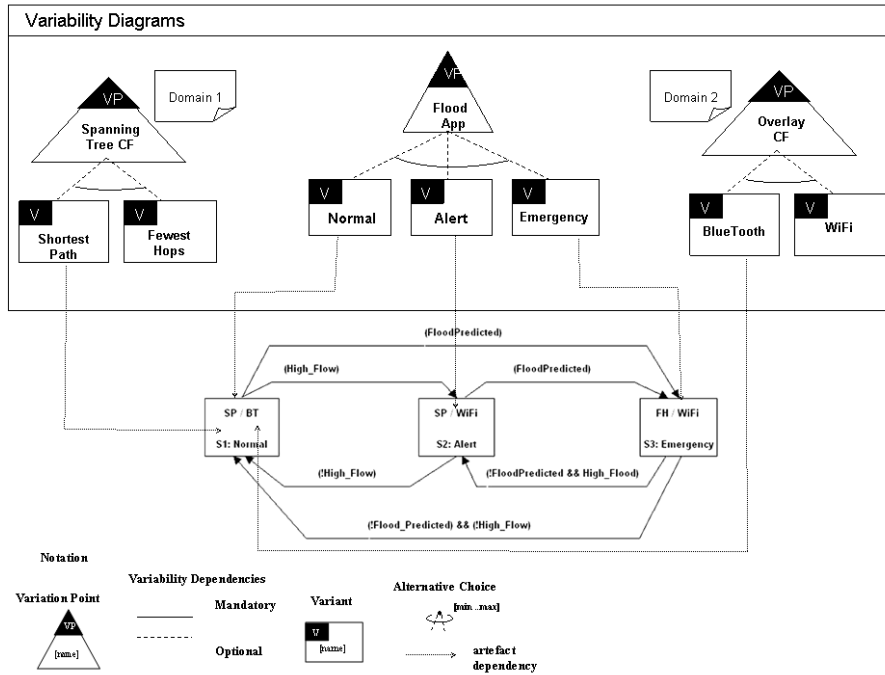 Variability Diagrams
VP
Spanning
Tree CF
Domain 1
VP
Flood
App
Domain 2
VP
Overlay
CF
V
Shortest
Path
V
Fewest
Hops
V
Normal
V
Alert
V
Emergency
V
BlueTooth
V
WiFi
(FloodPredicted)
(High_Flow)
(FloodPredicted)
SP / BT
S1: Normal
SP / WiFi
S2: Alert
FH / WiFi
S3: Emergency
(!High_Flow)
(!FloodPredicted && High_Flood)
(!Flood_Predicted) && (!High_Flow)
Notation
Variation Point
VP
[name]
Variability Dependencies
Mandatory
Optional
Variant
V
[name]
Alternative Choice
[min...max]
artefact
dependency